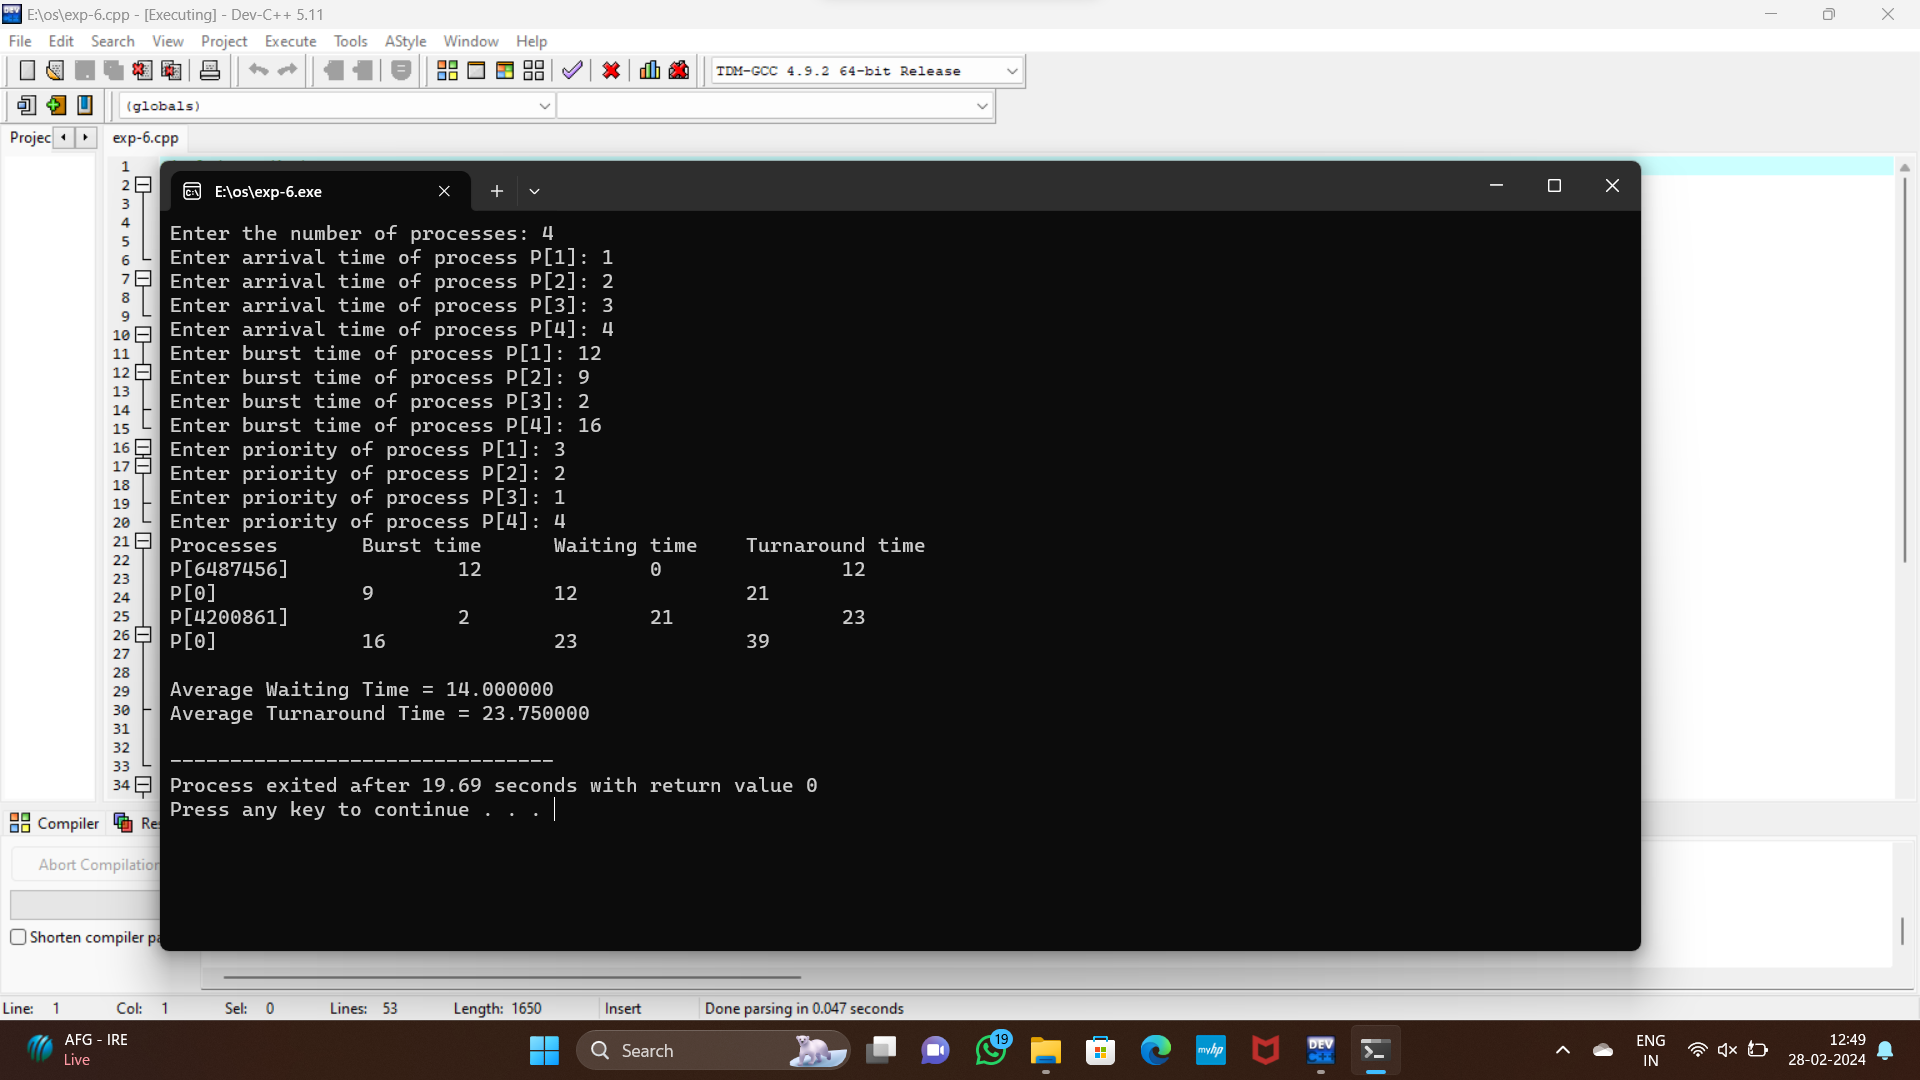 E:\os\exp-6.cpp - [Executing] - Dev-C++ 5.11
File Edit Search View Project Execute Tools AStyle Window Help
TDM-GCC 4.9.2 64-bit Release
(globals)
Projec exp-6.cpp
E:\os\exp-6.exe
1
2
3
4
5
6
7
8
9
10
11
12
13
14
15
16
17
18
19
20
21
22
23
24
25
26
27
28
29
30
31
32
33
34
Enter the number of processes: 4
Enter arrival time of process P[1]: 1
Enter arrival time of process P[2]: 2
Enter arrival time of process P[3]: 3
Enter arrival time of process P[4]: 4
Enter burst time of process P[1]: 12
Enter burst time of process P[2]: 9
Enter burst time of process P[3]: 2
Enter burst time of process P[4]: 16
Enter priority of process P[1]: 3
Enter priority of process P[2]: 2
Enter priority of process P[3]: 1
Enter priority of process P[4]: 4
Processes Burst time Waiting time Turnaround time
P[6487456] 12 0 12
P[0] 9 12 21
P[4200861] 2 21 23
P[0] 16 23 39
Average Waiting Time = 14.000000
Average Turnaround Time = 23.750000
--------------------------------
Process exited after 19.69 seconds with return value 0
Press any key to continue . . .
Compiler Re
Abort Compilation
Shorten compiler pa
Line: 1 Col: 1 Sel: 0 Lines: 53 Length: 1650 Insert Done parsing in 0.047 seconds
AFG - IRE
Live
Search
19
myhp
DEV
C++
ENG
IN
12:49
28-02-2024